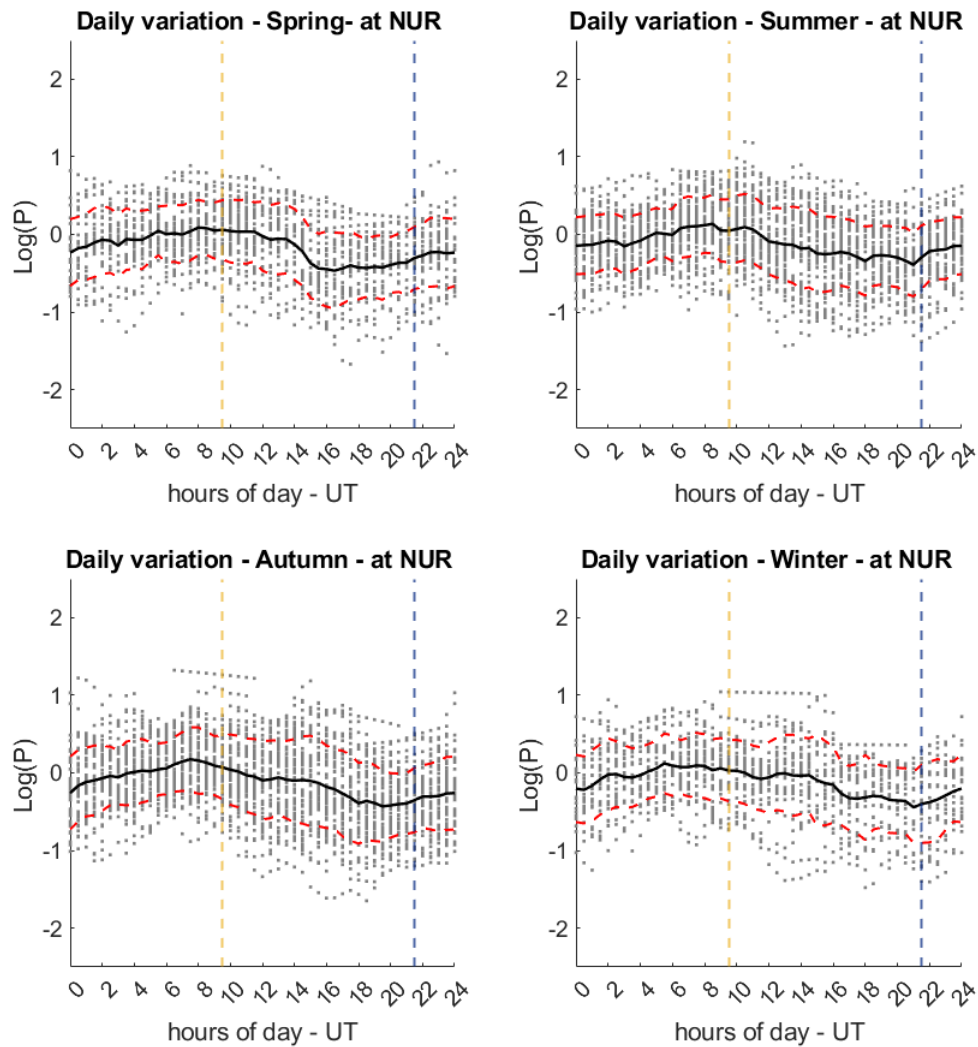 Daily variation - Spring- at NUR
Log(P)
2
1
0
-1
-2
0 2 4 6 8 10 12 14 16 18 20 22 24
hours of day - UT
Daily variation - Summer - at NUR
Log(P)
2
1
0
-1
-2
0 2 4 6 8 10 12 14 16 18 20 22 24
hours of day - UT
Daily variation - Autumn - at NUR
Log(P)
2
1
0
-1
-2
0 2 4 6 8 10 12 14 16 18 20 22 24
hours of day - UT
Daily variation - Winter - at NUR
Log(P)
2
1
0
-1
-2
0 2 4 6 8 10 12 14 16 18 20 22 24
hours of day - UT